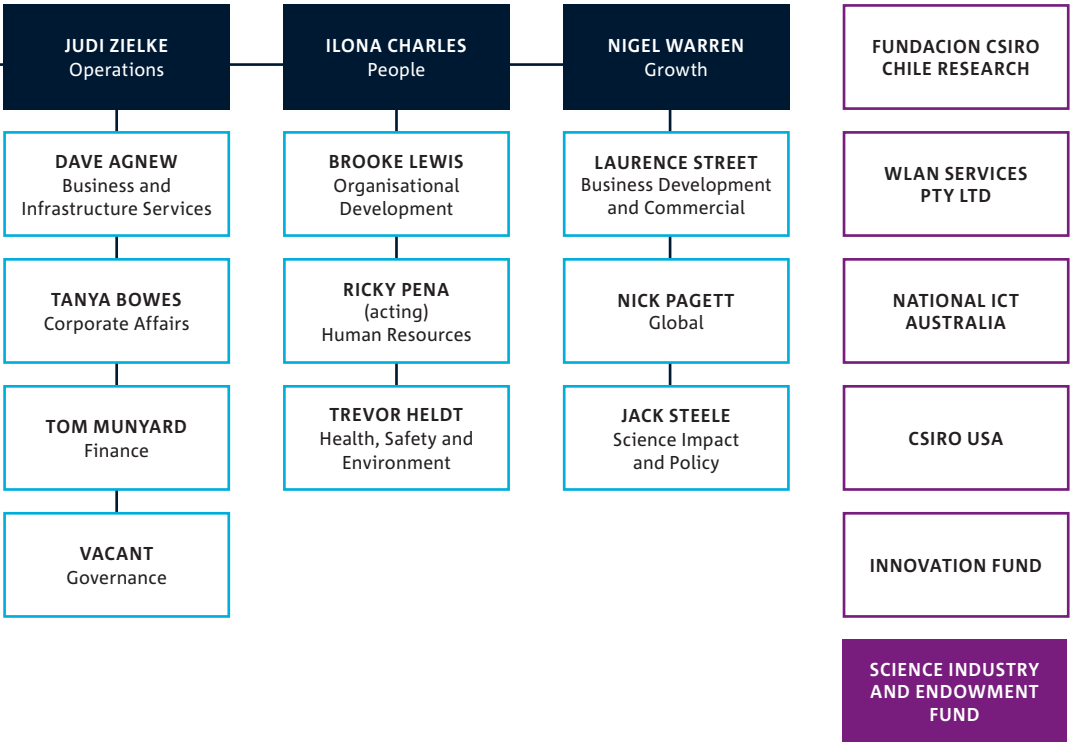 JUDI ZIELKE
Operations
DAVE AGNEW
Business and
Infrastructure Services
TANYA BOWES
Corporate Affairs
TOM MUNYARD
Finance
VACANT
Governance
ILONA CHARLES
People
BROOKE LEWIS
Organisational
Development
RICKY PENA
(acting)
Human Resources
TREVOR HELDT
Health, Safety and
Environment
NIGEL WARREN
Growth
LAURENCE STREET
Business Development
and Commercial
NICK PAGETT
Global
JACK STEELE
Science Impact
and Policy
FUNDACION CSIRO
CHILE RESEARCH
WLAN SERVICES
PTY LTD
NATIONAL ICT
AUSTRALIA
CSIRO USA
INNOVATION FUND
SCIENCE INDUSTRY
AND ENDOWMENT
FUND